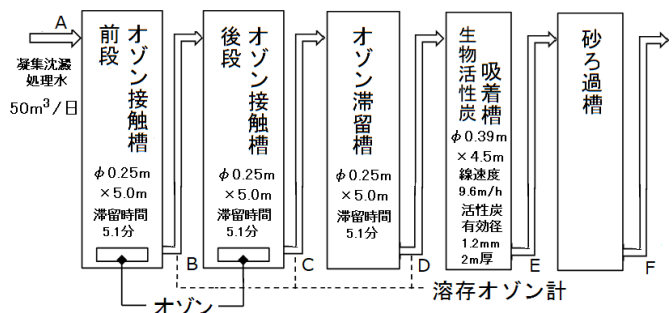 A
凝集沈澱
処理水
50m³/日
オゾン接触槽
前段
φ0.25m
×5.0m
滞留時間
5.1分
B
オゾン接触槽
後段
φ0.25m
×5.0m
滞留時間
5.1分
C
オゾン滞留槽
φ0.25m
×5.0m
滞留時間
5.1分
D
生物活性炭
吸着槽
φ0.39m
×4.5m
線速度
9.6m/h
活性炭
有効径
1.2mm
2m厚
E
砂ろ過槽
F
オゾン
溶存オゾン計